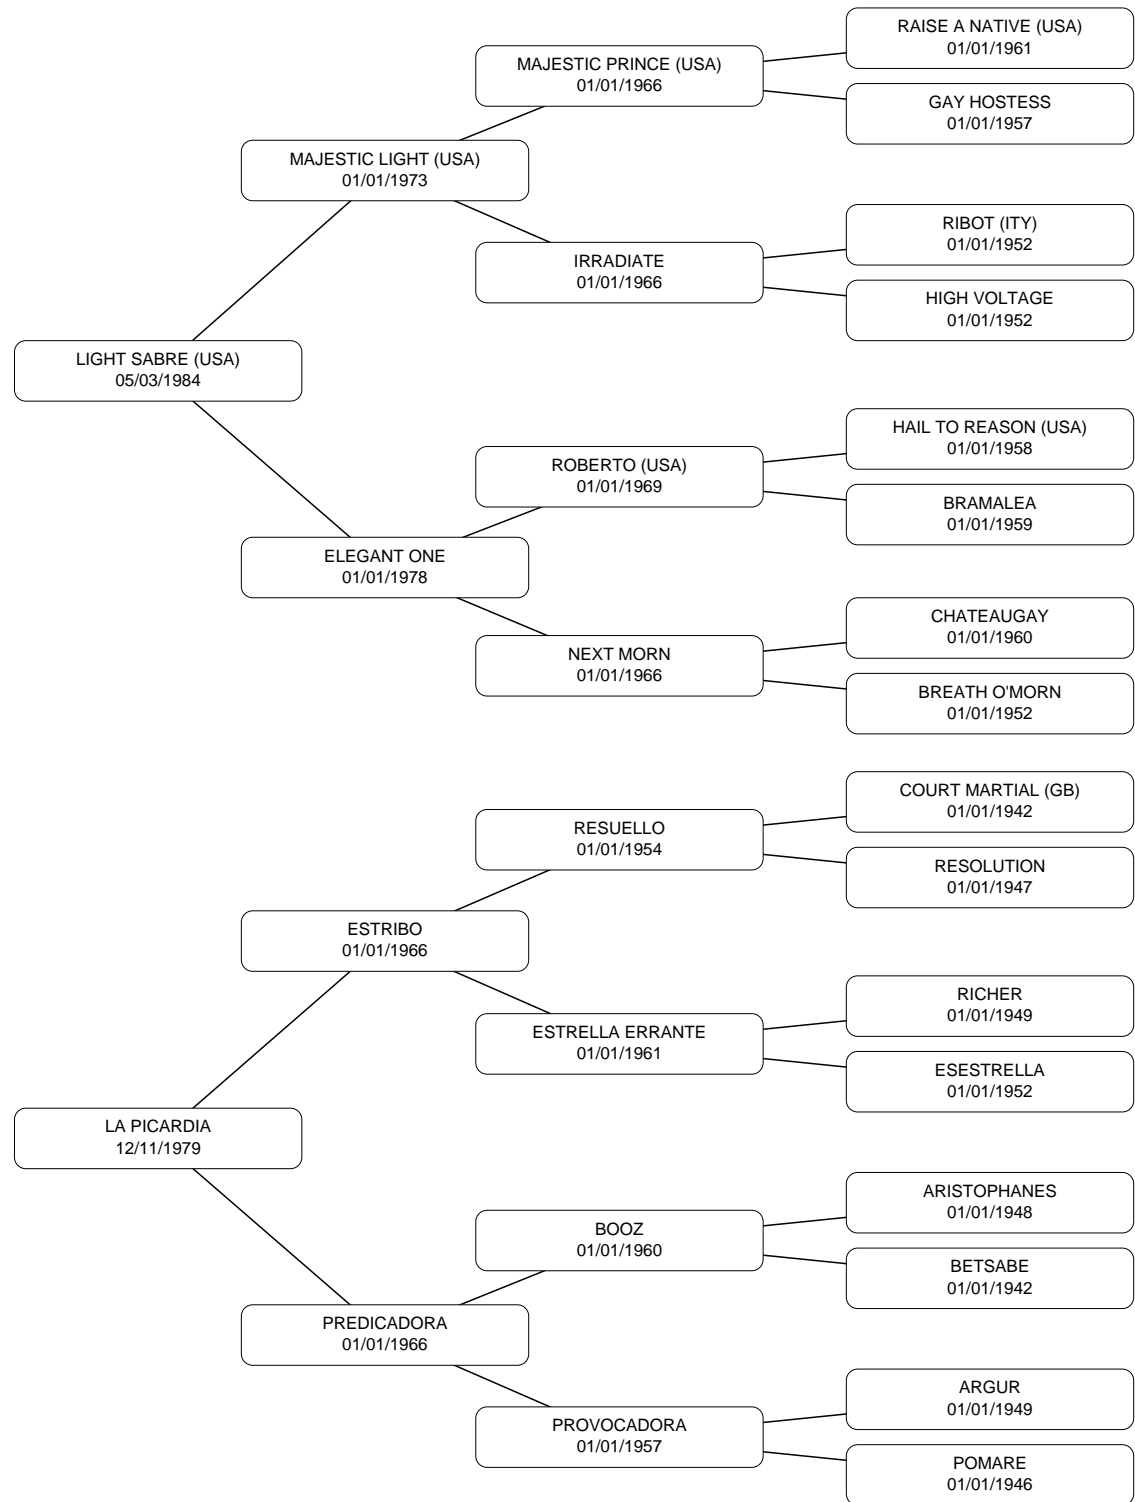 RAISE A NATIVE (USA)
01/01/1961
MAJESTIC PRINCE (USA)
01/01/1966
GAY HOSTESS
01/01/1957
MAJESTIC LIGHT (USA)
01/01/1973
RIBOT (ITY)
01/01/1952
IRRADIATE
01/01/1966
HIGH VOLTAGE
01/01/1952
LIGHT SABRE (USA)
05/03/1984
HAIL TO REASON (USA)
01/01/1958
ROBERTO (USA)
01/01/1969
BRAMALEA
01/01/1959
ELEGANT ONE
01/01/1978
CHATEAUGAY
01/01/1960
NEXT MORN
01/01/1966
BREATH O'MORN
01/01/1952
COURT MARTIAL (GB)
01/01/1942
RESUELLO
01/01/1954
RESOLUTION
01/01/1947
ESTRIBO
01/01/1966
RICHER
01/01/1949
ESTRELLA ERRANTE
01/01/1961
ESESTRELLA
01/01/1952
LA PICARDIA
12/11/1979
ARISTOPHANES
01/01/1948
BOOZ
01/01/1960
BETSABE
01/01/1942
PREDICADORA
01/01/1966
ARGUR
01/01/1949
PROVOCADORA
01/01/1957
POMARE
01/01/1946